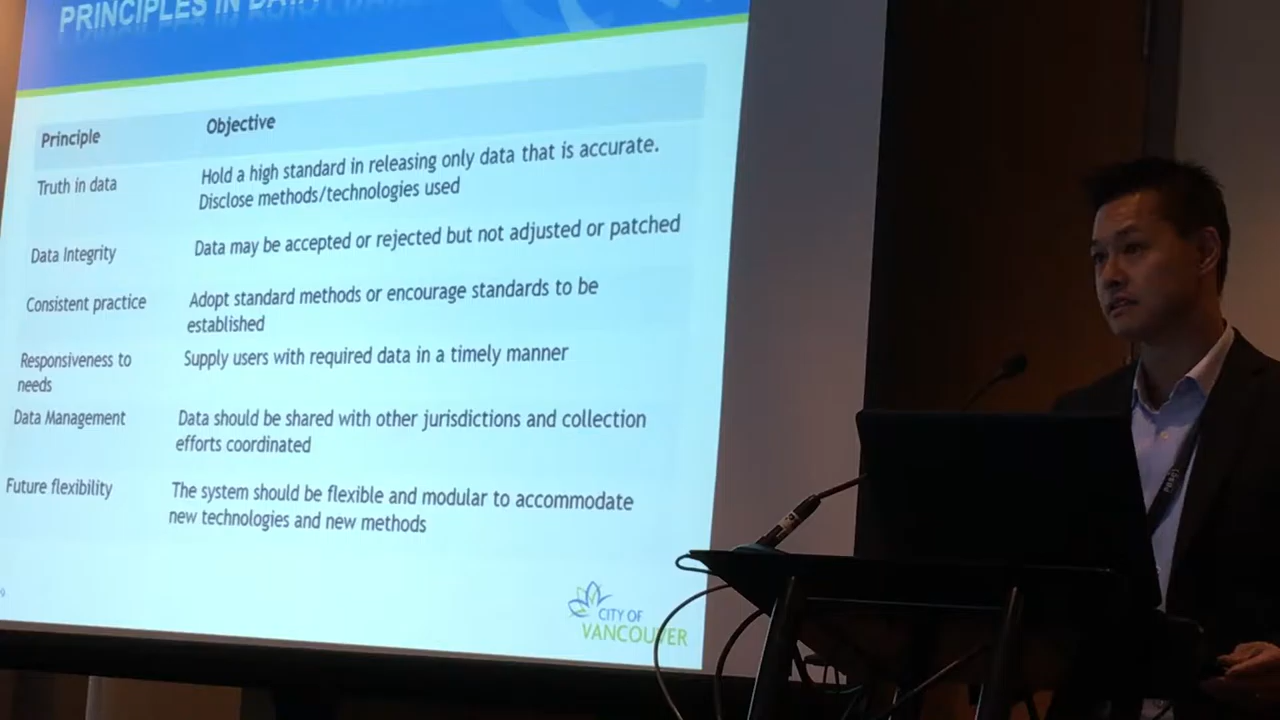 PRINCIPLES IN
Principle Objective
Truth in data Hold a high standard in releasing only data that is accurate.
Disclose methods/technologies used
Data Integrity Data may be accepted or rejected but not adjusted or patched
Consistent practice Adopt standard methods or encourage standards to be
established
Responsiveness to Supply users with required data in a timely manner
needs
Data Management Data should be shared with other jurisdictions and collection
efforts coordinated
Future flexibility The system should be flexible and modular to accommodate
new technologies and new methods
CITY OF
VANCOUVER